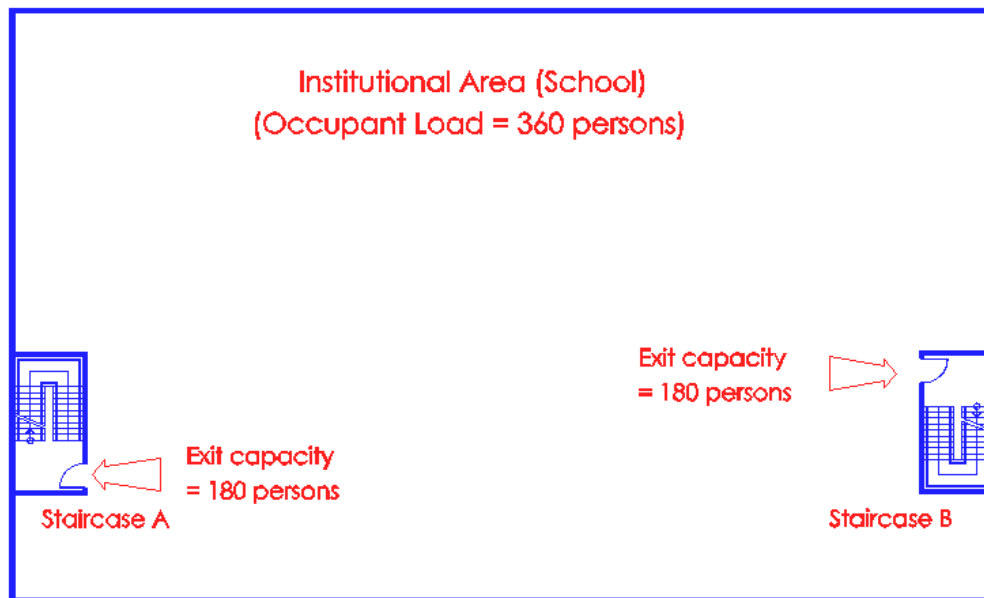 Institutional Area (School)
(Occupant Load = 360 persons)
Exit capacity
= 180 persons
Exit capacity
= 180 persons
Staircase A
Staircase B